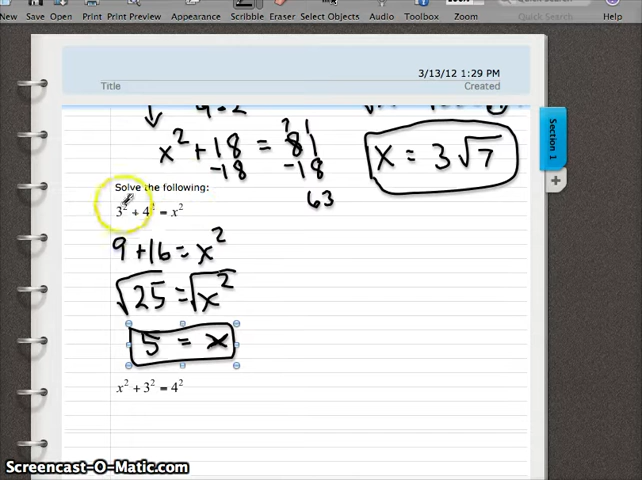 New Save Open Print Print Preview Appearance Scribble Eraser Select Objects Audio Toolbox Zoom Quick Search
3/13/12 1:29 PM
Title Created
Section 1
x² + 18 = 81
-18 -18
63
x = 3√7
Solve the following:
3² + 4² = x²
9 + 16 = x²
√25 = √x²
5 = x
x² + 3² = 4²
Screencast-O-Matic.com